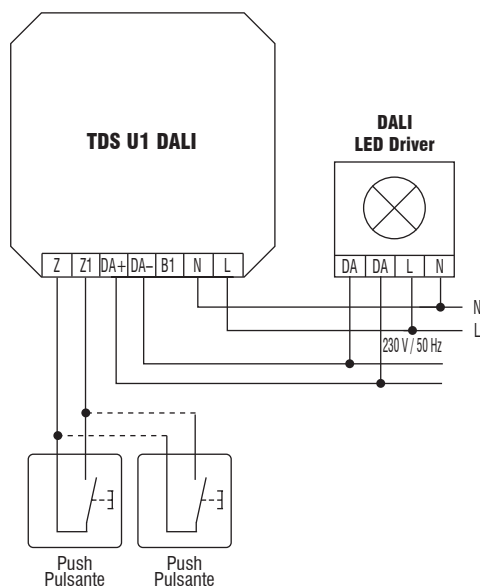 TDS U1 DALI
DALI
LED Driver
Z Z1 DA+ DA– B1 N L
DA DA L N
N
L
230 V / 50 Hz
Push
Pulsante
Push
Pulsante